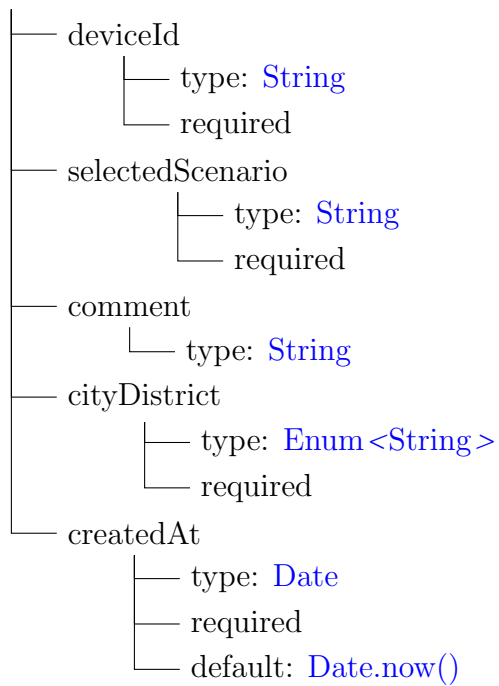 deviceId
type: String
required
selectedScenario
type: String
required
comment
type: String
cityDistrict
type: Enum<String>
required
createdAt
type: Date
required
default: Date.now()